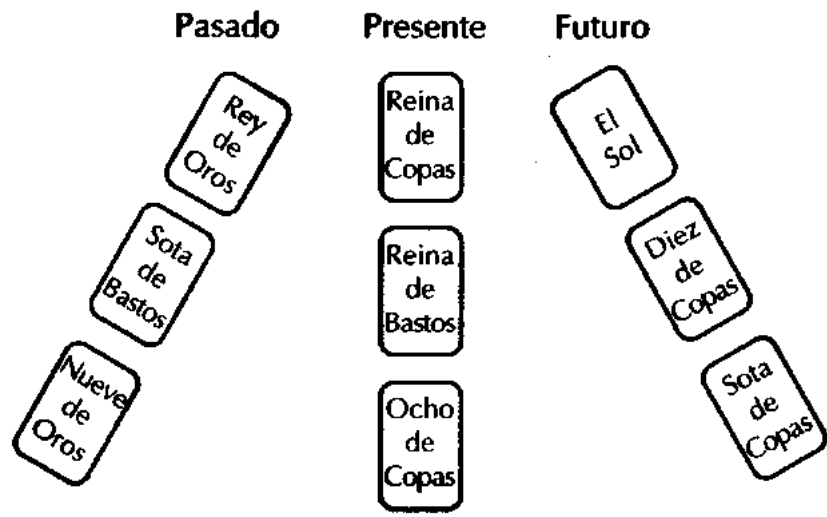 Pasado Presente Futuro
Rey
de
Oros
Sota
de
Bastos
Nueve
de
Oros
Reina
de
Copas
Reina
de
Bastos
Ocho
de
Copas
El
Sol
Diez
de
Copas
Sota
de
Copas